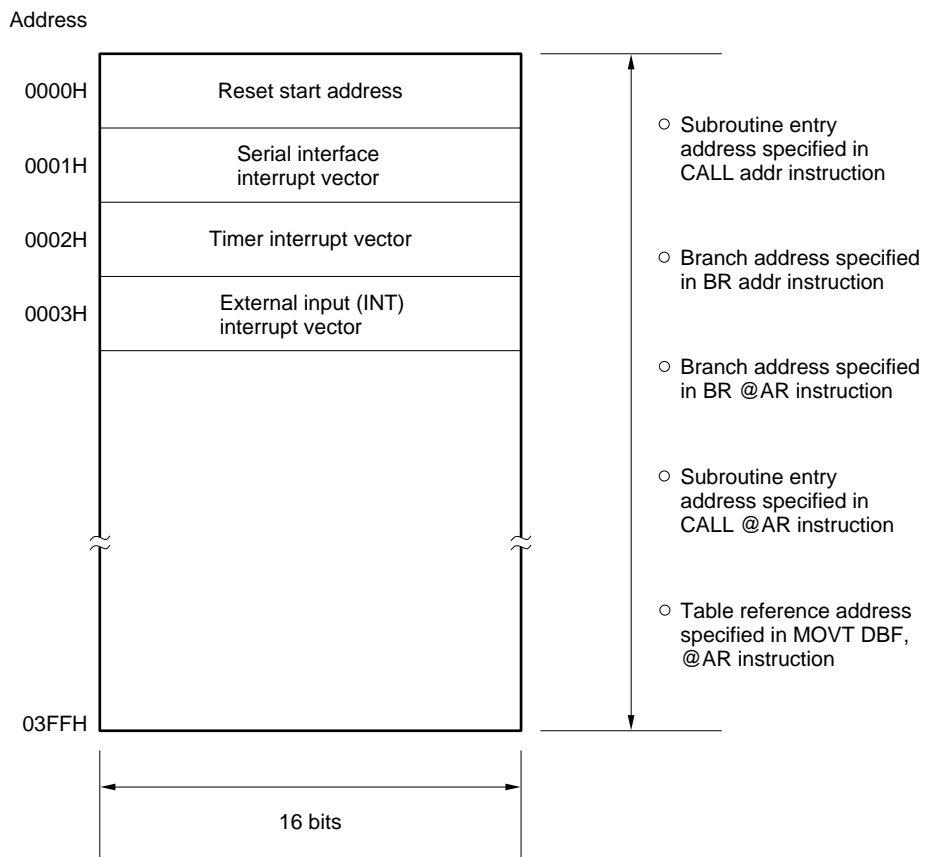 Address
0000H
Reset start address
0001H
Serial interface
interrupt vector
0002H
Timer interrupt vector
0003H
External input (INT)
interrupt vector
03FFH
16 bits
○ Subroutine entry
address specified in
CALL addr instruction
○ Branch address specified
in BR addr instruction
○ Branch address specified
in BR @AR instruction
○ Subroutine entry
address specified in
CALL @AR instruction
○ Table reference address
specified in MOVT DBF,
@AR instruction